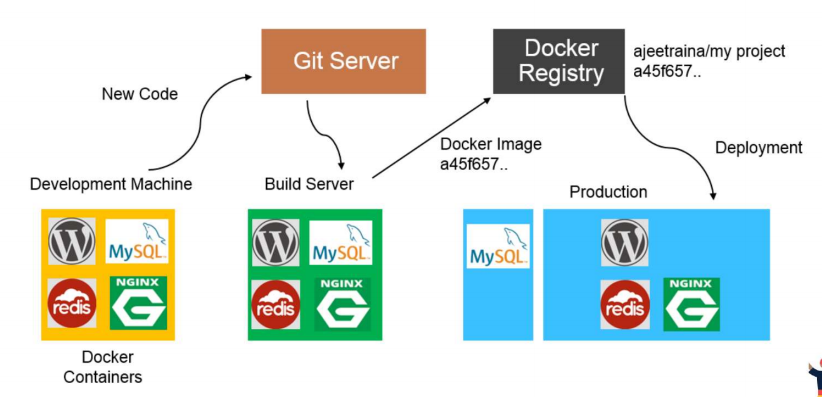 Git Server
Docker
Registry
ajeetraina/my project
a45f657..
New Code
Docker Image
a45f657..
Deployment
Development Machine
Build Server
Production
W
MySQL
redis
NGINX
G
W
MySQL
redis
NGINX
G
MySQL
W
redis
NGINX
G
Docker
Containers